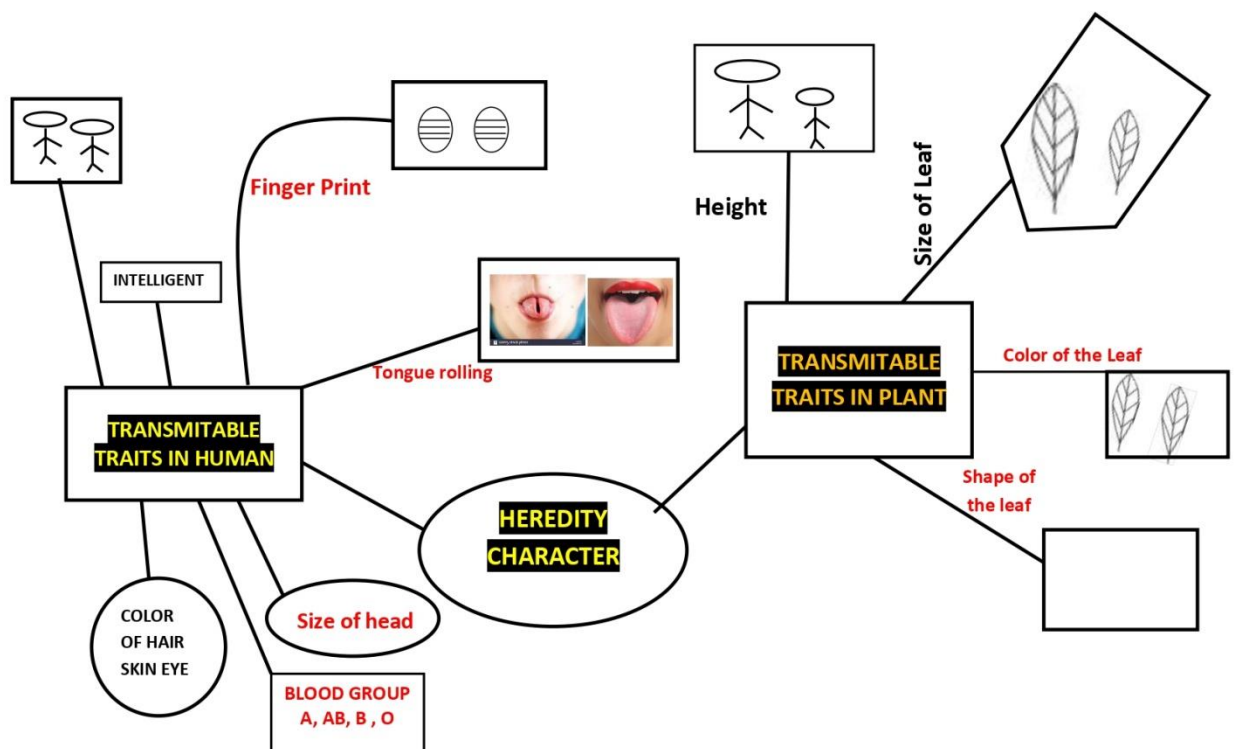 Finger Print
Height
Size of Leaf
INTELLIGENT
Tongue rolling
TRANSMITABLE
TRAITS IN PLANT
Color of the Leaf
TRANSMITABLE
TRAITS IN HUMAN
Shape of
the leaf
HEREDITY
CHARACTER
COLOR
OF HAIR
SKIN EYE
Size of head
BLOOD GROUP
A, AB, B , O